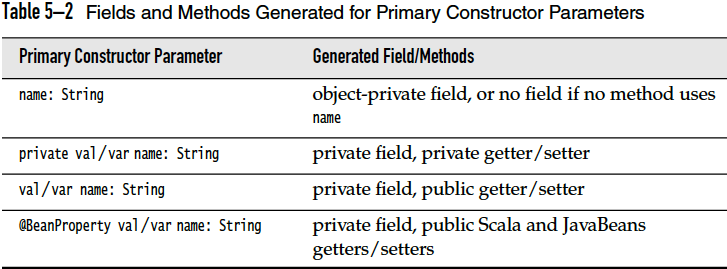 Table 5–2 Fields and Methods Generated for Primary Constructor Parameters
Primary Constructor Parameter Generated Field/Methods
name: String object-private field, or no field if no method uses
name
private val/var name: String private field, private getter/setter
val/var name: String private field, public getter/setter
@BeanProperty val/var name: String private field, public Scala and JavaBeans
getters/setters